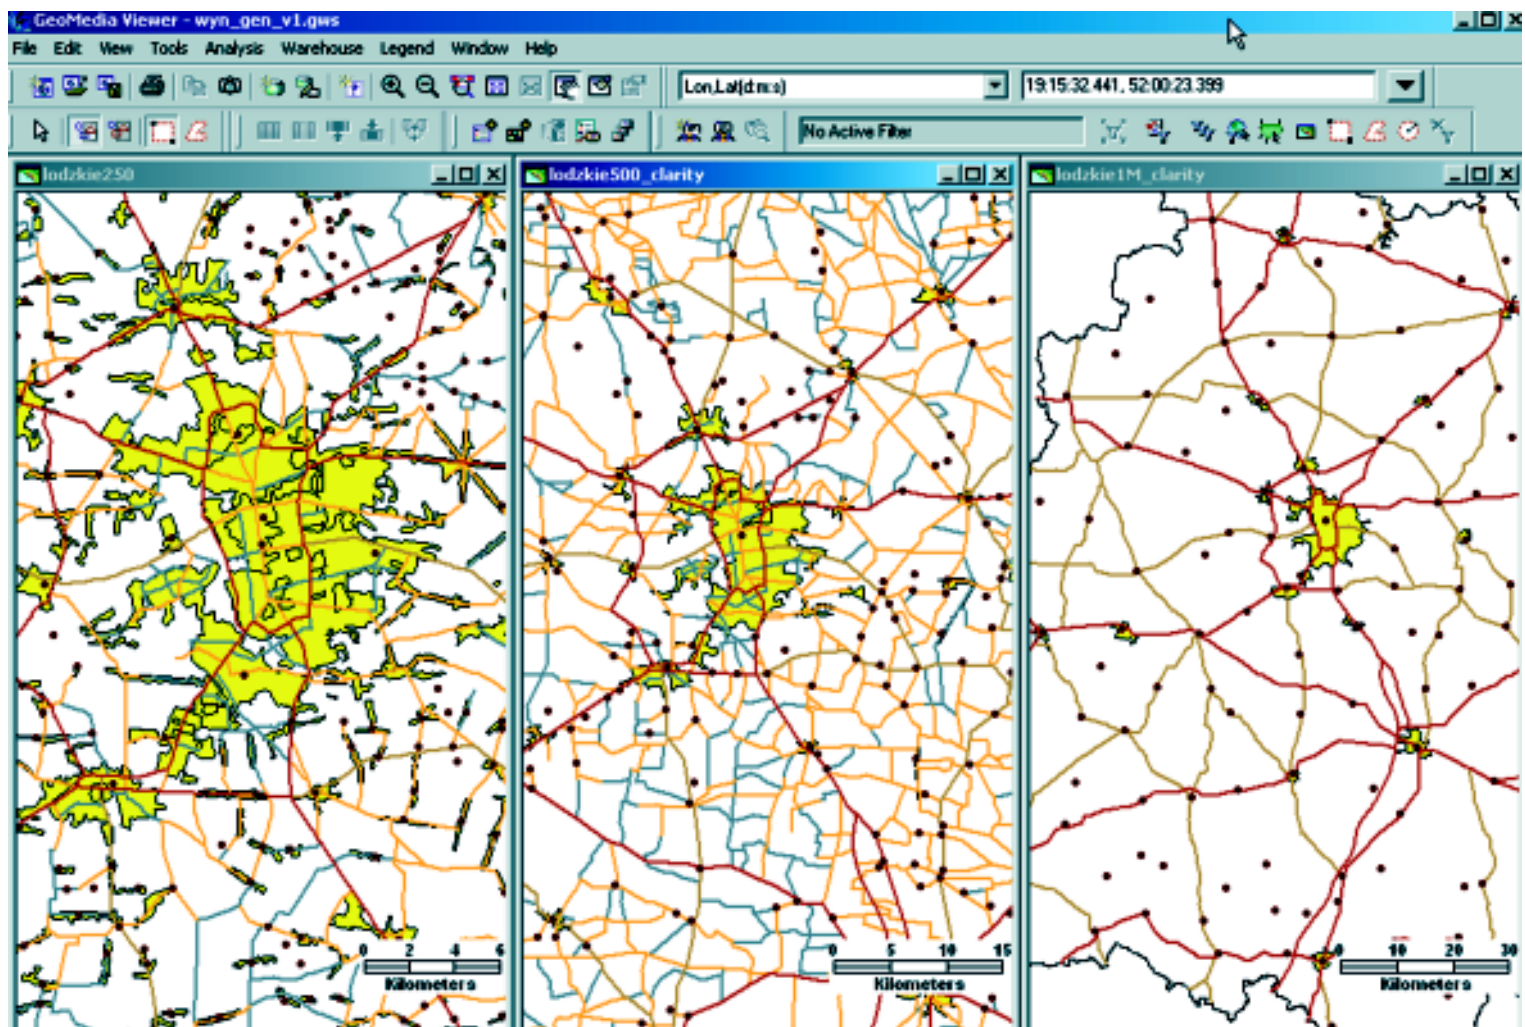 GeoMedia Viewer - wyn_gen_v1.gws
File Edit View Tools Analysis Warehouse Legend Window Help
Lon,Lat(d:m:s) 19:15:32.441, 52:00:23.399
No Active Filter
lodzkie250
lodzkie500_clarity
lodzkie1M_clarity
0 2 4 6
Kilometers
0 5 10 15
Kilometers
0 10 20 30
Kilometers